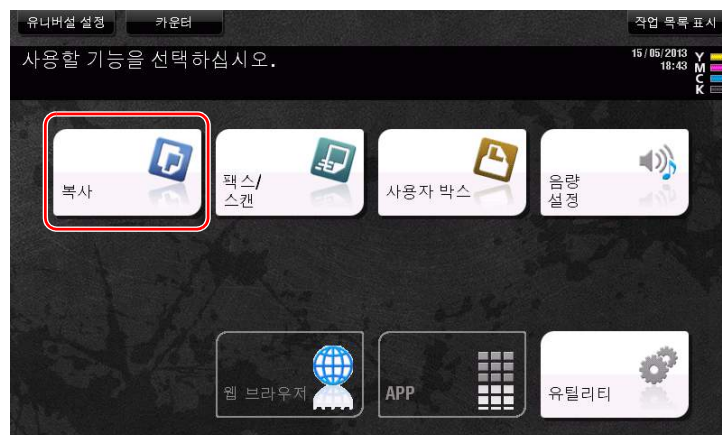 유니버설 설정 카운터 작업 목록 표시
사용할 기능을 선택하십시오.
15/05/2013
18:43
Y
M
C
K
복사
팩스/
스캔
사용자 박스
음량
설정
웹 브라우저
APP
유틸리티